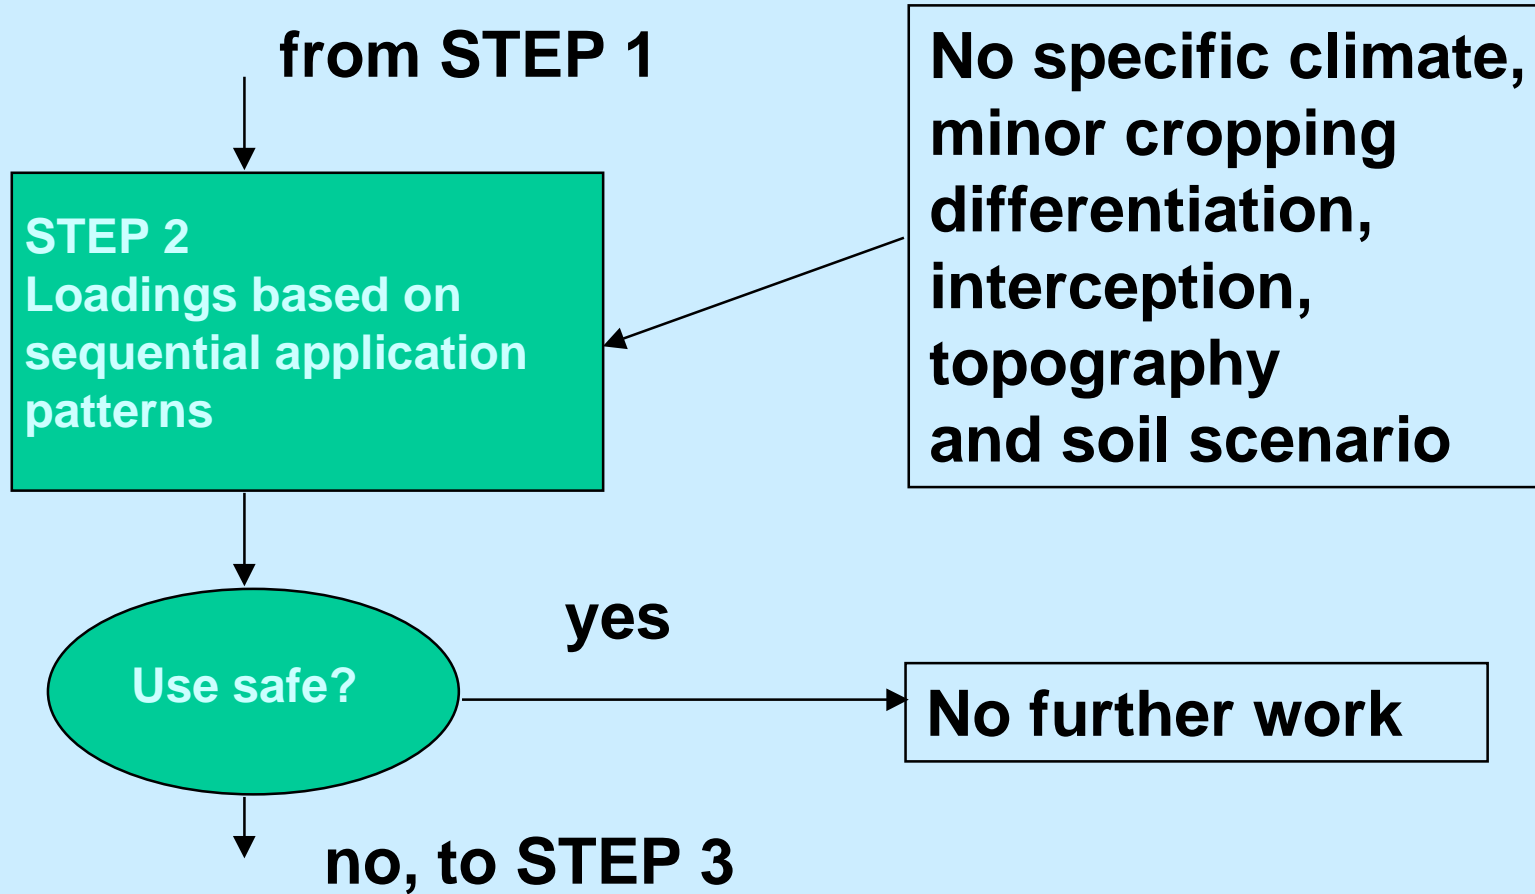 from STEP 1
No specific climate,
minor cropping
differentiation,
interception,
topography
and soil scenario
STEP 2
Loadings based on
sequential application
patterns
Use safe?
yes
No further work
no, to STEP 3